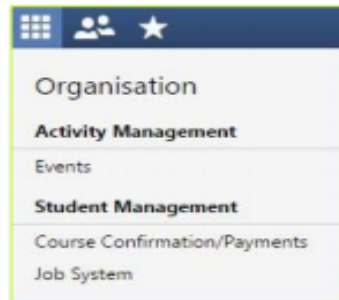 Organisation
Activity Management
Events
Student Management
Course Confirmation/Payments
Job System